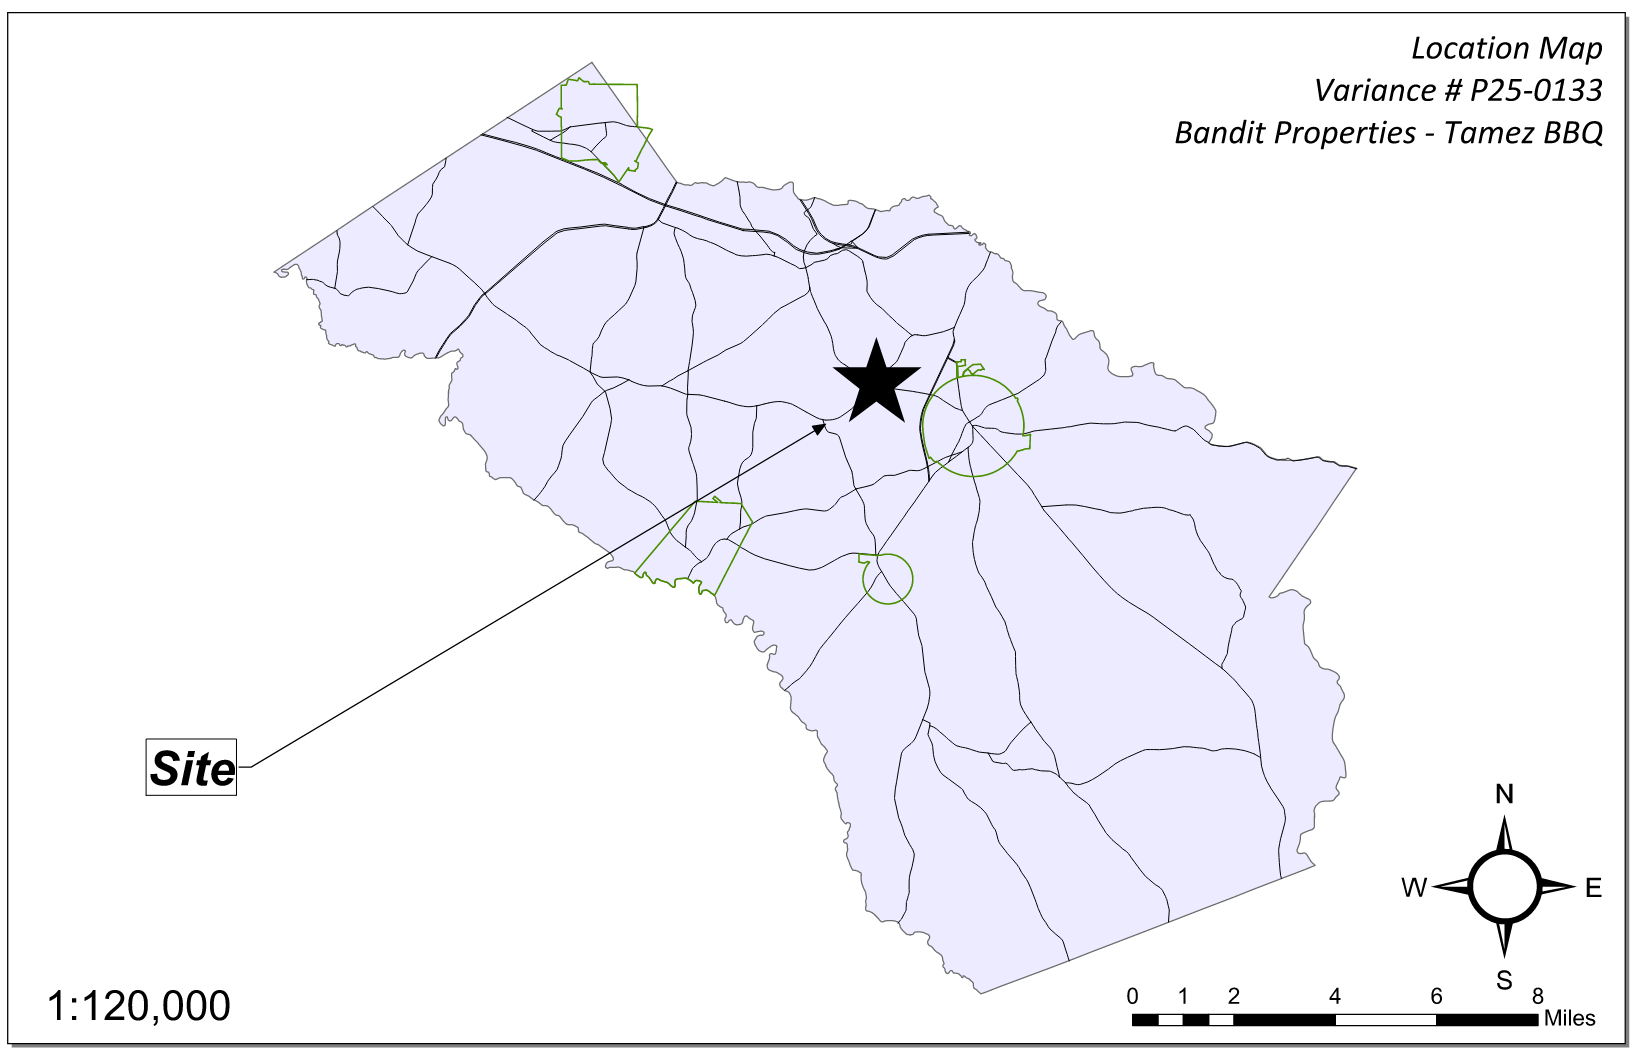 Location Map
Variance # P25-0133
Bandit Properties - Tamez BBQ
Site
N
W E
S
1:120,000
0 1 2 4 6 8
Miles